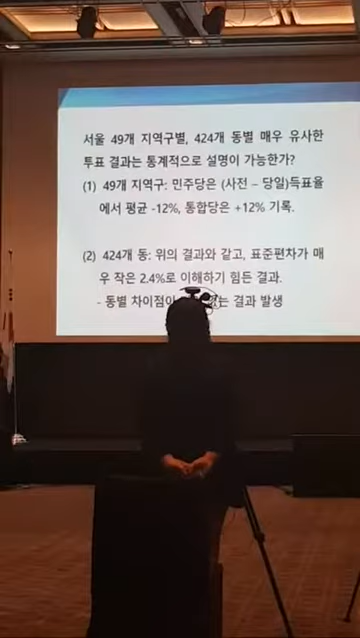 서울 49개 지역구별, 424개 동별 매우 유사한
투표 결과는 통계적으로 설명이 가능한가?
(1) 49개 지역구: 민주당은 (사전 – 당일)득표율
에서 평균 -12%, 통합당은 +12% 기록.
(2) 424개 동: 위의 결과와 같고, 표준편차가 매
우 작은 2.4%로 이해하기 힘든 결과.
- 동별 차이점이 없는 결과 발생